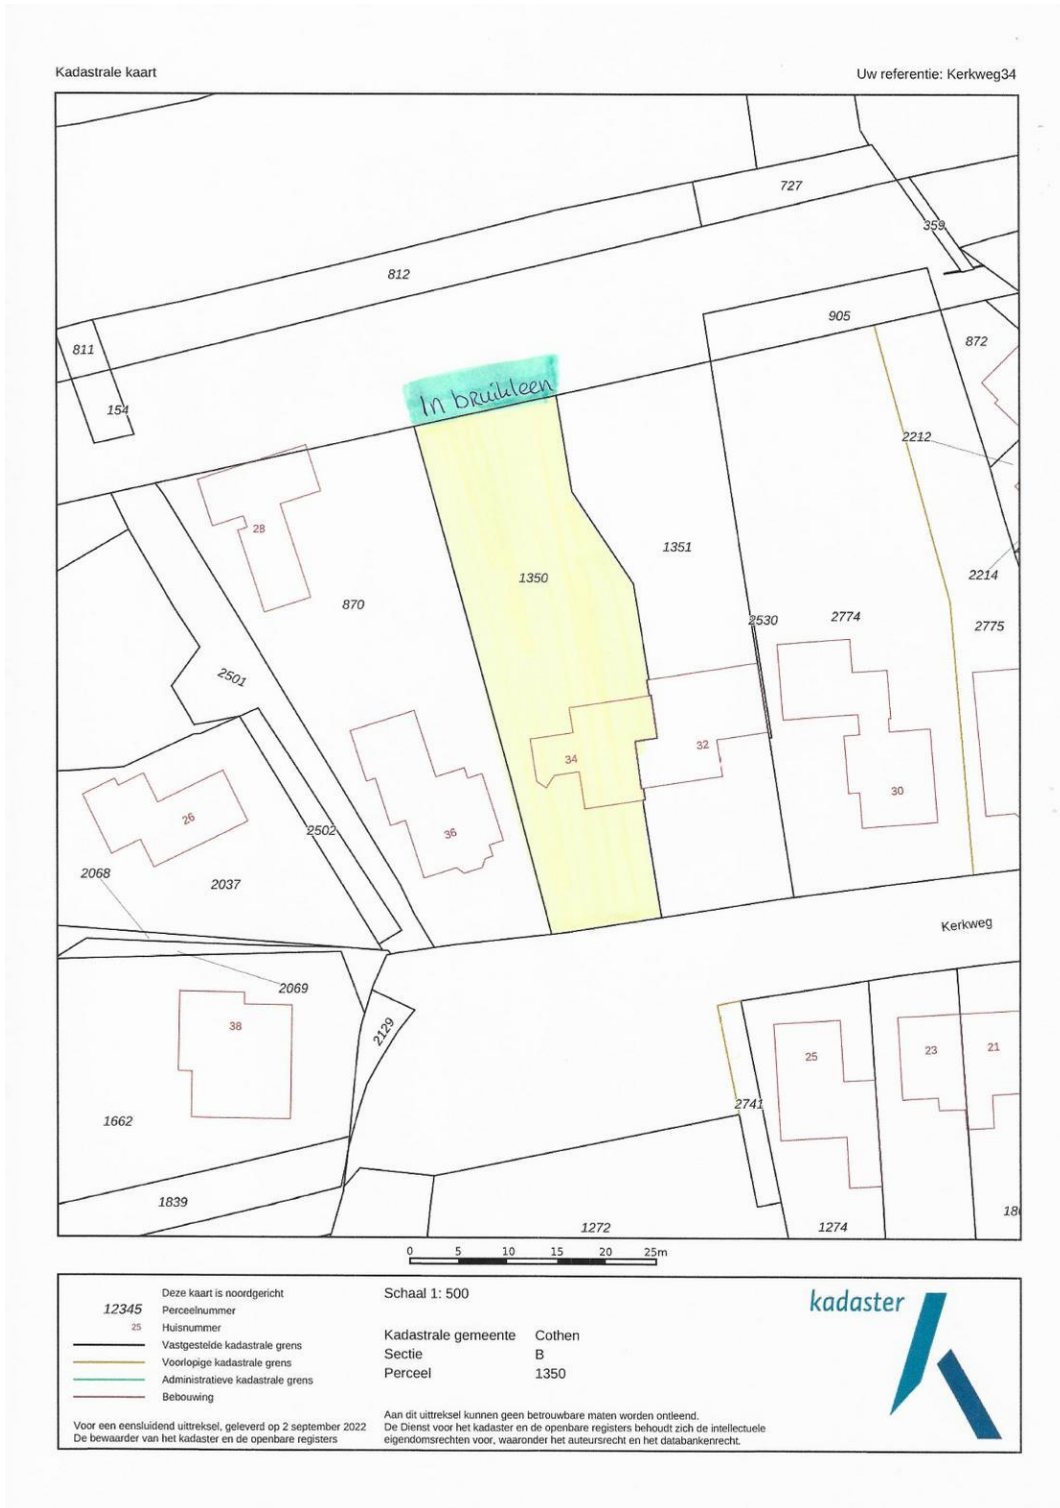 Kadastrale kaart
Uw referentie: Kerkweg34
727
359
812
905
811
872
154
In bruikleen
2212
28
1351
1350
2214
870
2530
2774
2775
2501
32
34
30
26
2502
36
2068
2037
Kerkweg
2069
38
2129
25
23
21
2741
1662
1839
1272
1274
18
0 5 10 15 20 25m
Deze kaart is noordgericht
12345 Perceelnummer
25 Huisnummer
Vastgestelde kadastrale grens
Voorlopige kadastrale grens
Administratieve kadastrale grens
Bebouwing
Voor een eensluidend uittreksel, geleverd op 2 september 2022
De bewaarder van het kadaster en de openbare registers
Schaal 1: 500
Kadastrale gemeente Cothen
Sectie B
Perceel 1350
Aan dit uittreksel kunnen geen betrouwbare maten worden ontleend.
De Dienst voor het kadaster en de openbare registers behoudt zich de intellectuele
eigendomsrechten voor, waaronder het auteursrecht en het databankenrecht.
kadaster